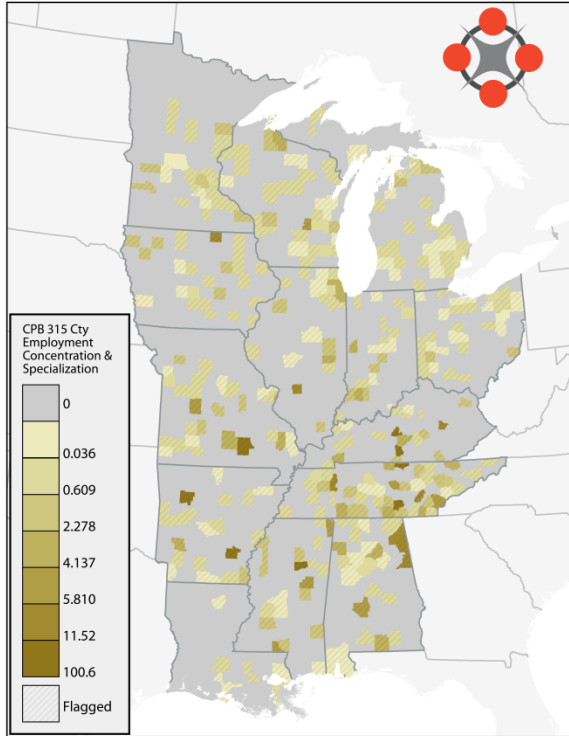 CPB 315 Cty
Employment
Concentration &
Specialization
0
0.036
0.609
2.278
4.137
5.810
11.52
100.6
Flagged